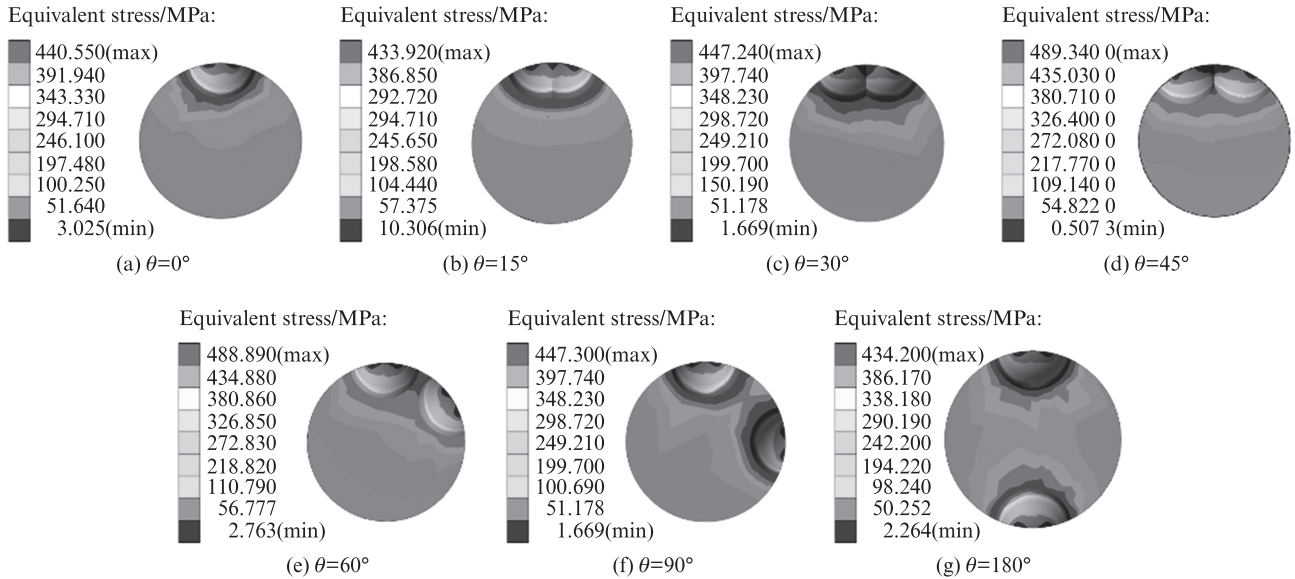 Equivalent stress/MPa:
440.550(max)
391.940
343.330
294.710
246.100
197.480
100.250
51.640
3.025(min)
(a) θ=0°
Equivalent stress/MPa:
433.920(max)
386.850
292.720
294.710
245.650
198.580
104.440
57.375
10.306(min)
(b) θ=15°
Equivalent stress/MPa:
447.240(max)
397.740
348.230
298.720
249.210
199.700
150.190
51.178
1.669(min)
(c) θ=30°
Equivalent stress/MPa:
489.340 0(max)
435.030 0
380.710 0
326.400 0
272.080 0
217.770 0
109.140 0
54.822 0
0.507 3(min)
(d) θ=45°
Equivalent stress/MPa:
488.890(max)
434.880
380.860
326.850
272.830
218.820
110.790
56.777
2.763(min)
(e) θ=60°
Equivalent stress/MPa:
447.300(max)
397.740
348.230
298.720
249.210
199.700
100.690
51.178
1.669(min)
(f) θ=90°
Equivalent stress/MPa:
434.200(max)
386.170
338.180
290.190
242.200
194.220
98.240
50.252
2.264(min)
(g) θ=180°